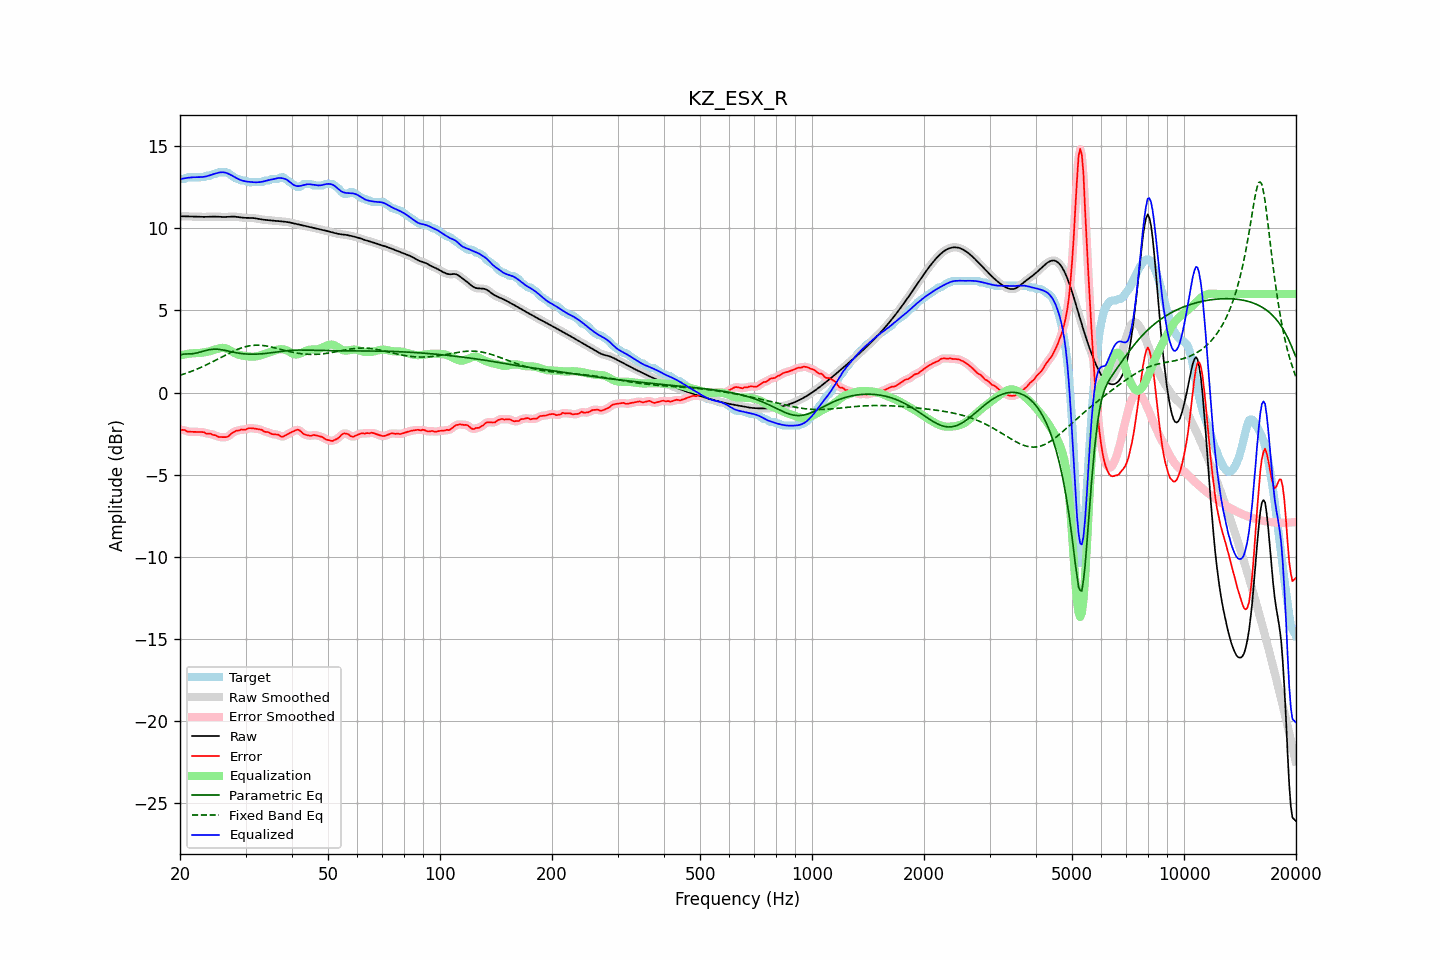 KZ_ESX_R
Amplitude (dBr)
15
10
5
0
−5
−10
−15
−20
−25
Target
Raw Smoothed
Error Smoothed
Raw
Error
Equalization
Parametric Eq
Fixed Band Eq
Equalized
20 50 100 200 500 1000 2000 5000 10000 20000
Frequency (Hz)